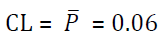 CL = P̅ = 0.06